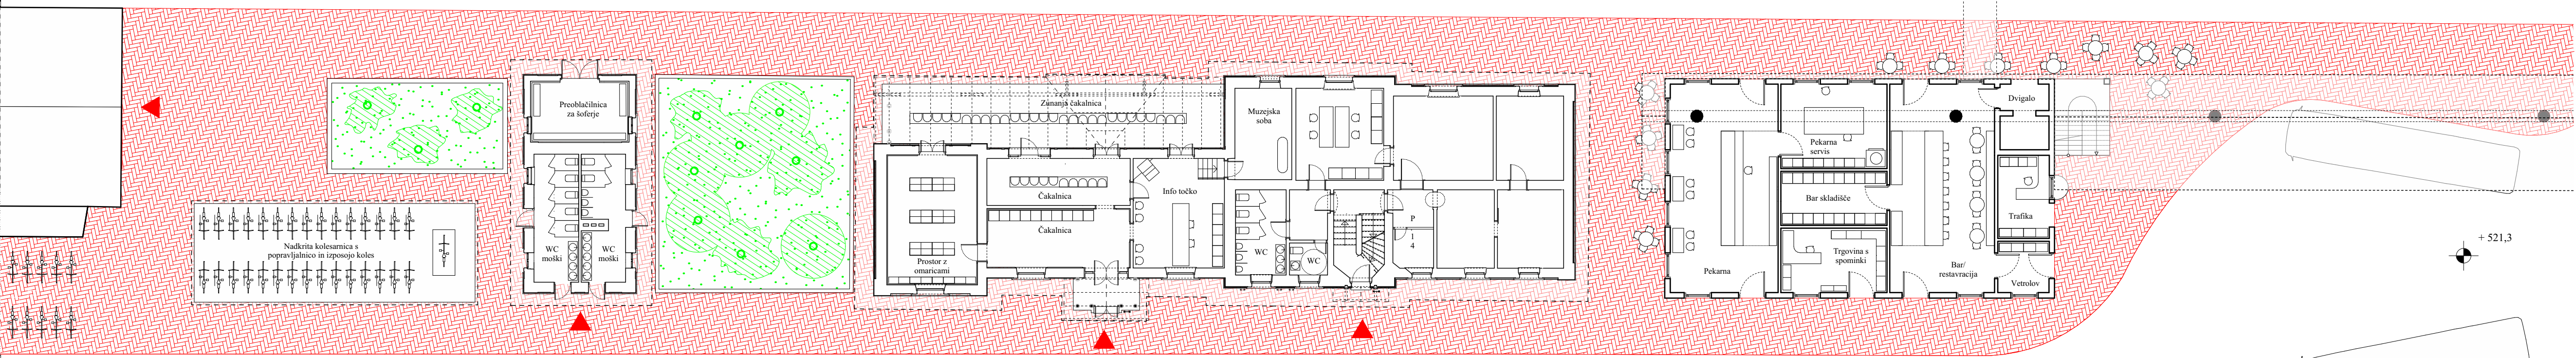 Preoblačilnica
za šoferje
Nadkrita kolesarnica s
popravljalnico in izposojo koles
WC
moški
WC
moški
Zunanja čakalnica
Čakalnica
Čakalnica
Prostor z
omaricami
Info točko
Muzejska
soba
WC
WC
P
1
4
Pekarna
Pekarna
servis
Bar skladišče
Trgovina s
spominki
Bar/
restavracija
Dvigalo
Trafika
Vetrolov
+ 521,3